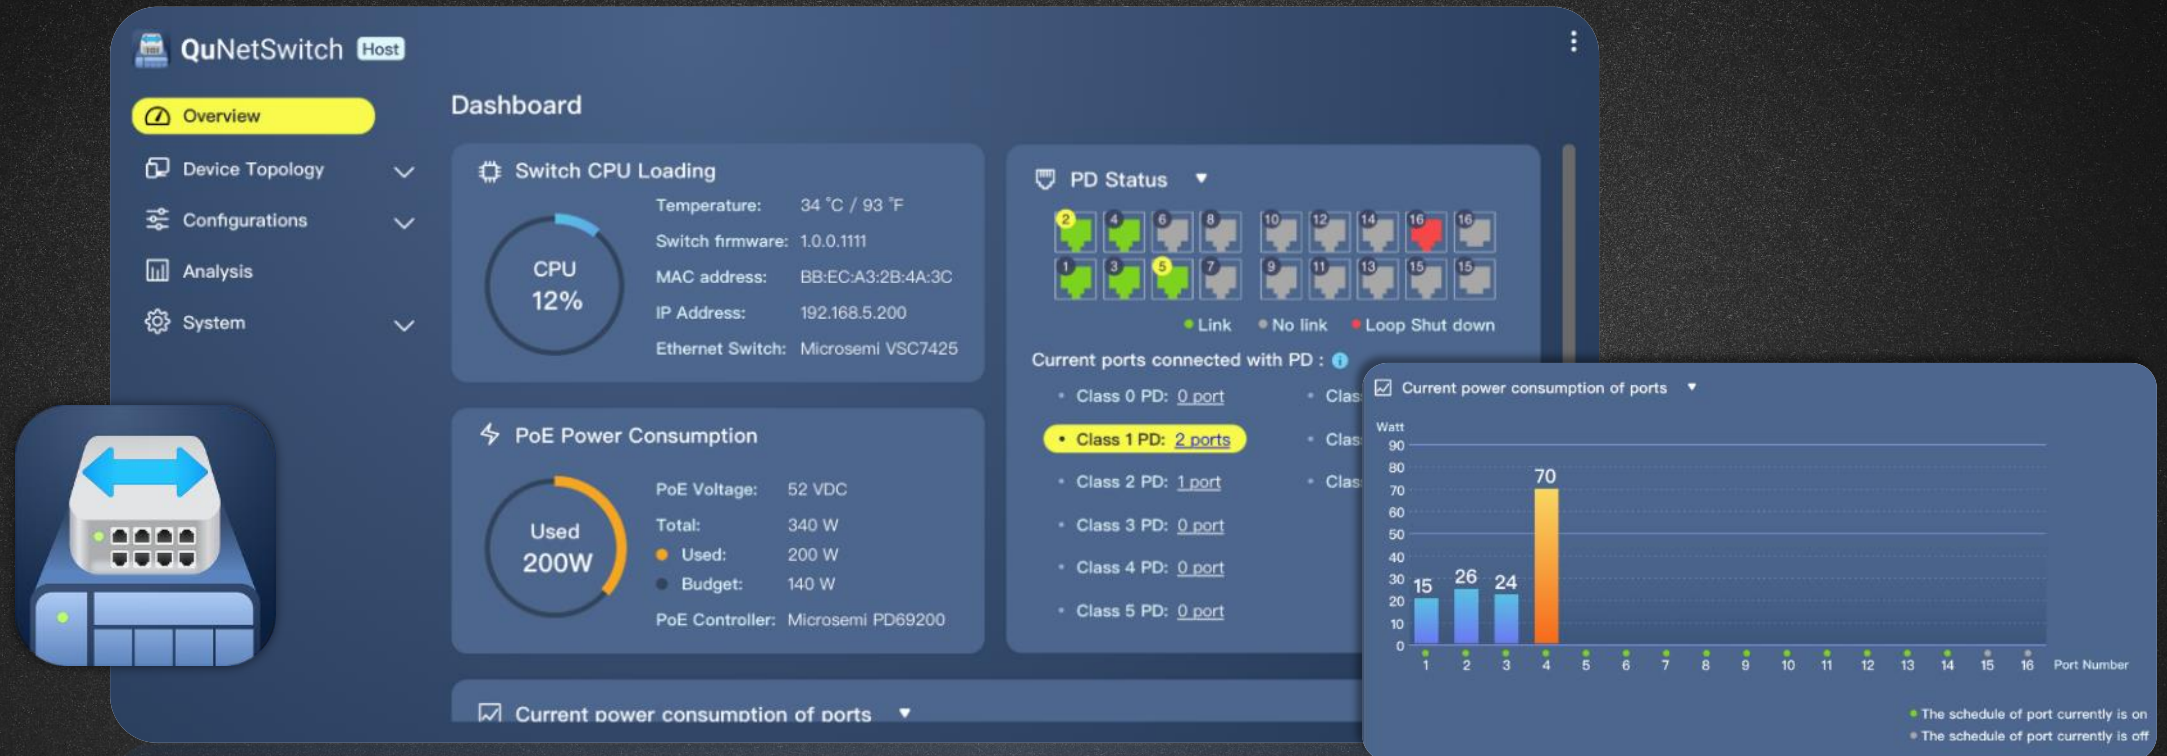 QuNetSwitch Host
Overview
Device Topology
Configurations
Analysis
System
Dashboard
Switch CPU Loading
CPU
12%
Temperature: 34 °C / 93 °F
Switch firmware: 1.0.0.1111
MAC address: BB:EC:A3:2B:4A:3C
IP Address: 192.168.5.200
Ethernet Switch: Microsemi VSC7425
PoE Power Consumption
Used
200W
PoE Voltage: 52 VDC
Total: 340 W
Used: 200 W
Budget: 140 W
PoE Controller: Microsemi PD69200
Current power consumption of ports
PD Status
2 4 6 8 10 12 14 16 16
1 3 5 7 9 11 13 15 15
Link No link Loop Shut down
Current ports connected with PD :
Class 0 PD: 0 port Clas
Class 1 PD: 2 ports Clas
Class 2 PD: 1 port Clas
Class 3 PD: 0 port
Class 4 PD: 0 port
Class 5 PD: 0 port
Current power consumption of ports
Watt
90
80
70
60
50
40
30
20
10
0
15 26 24 70
1 2 3 4 5 6 7 8 9 10 11 12 13 14 15 16 Port Number
The schedule of port currently is on
The schedule of port currently is off